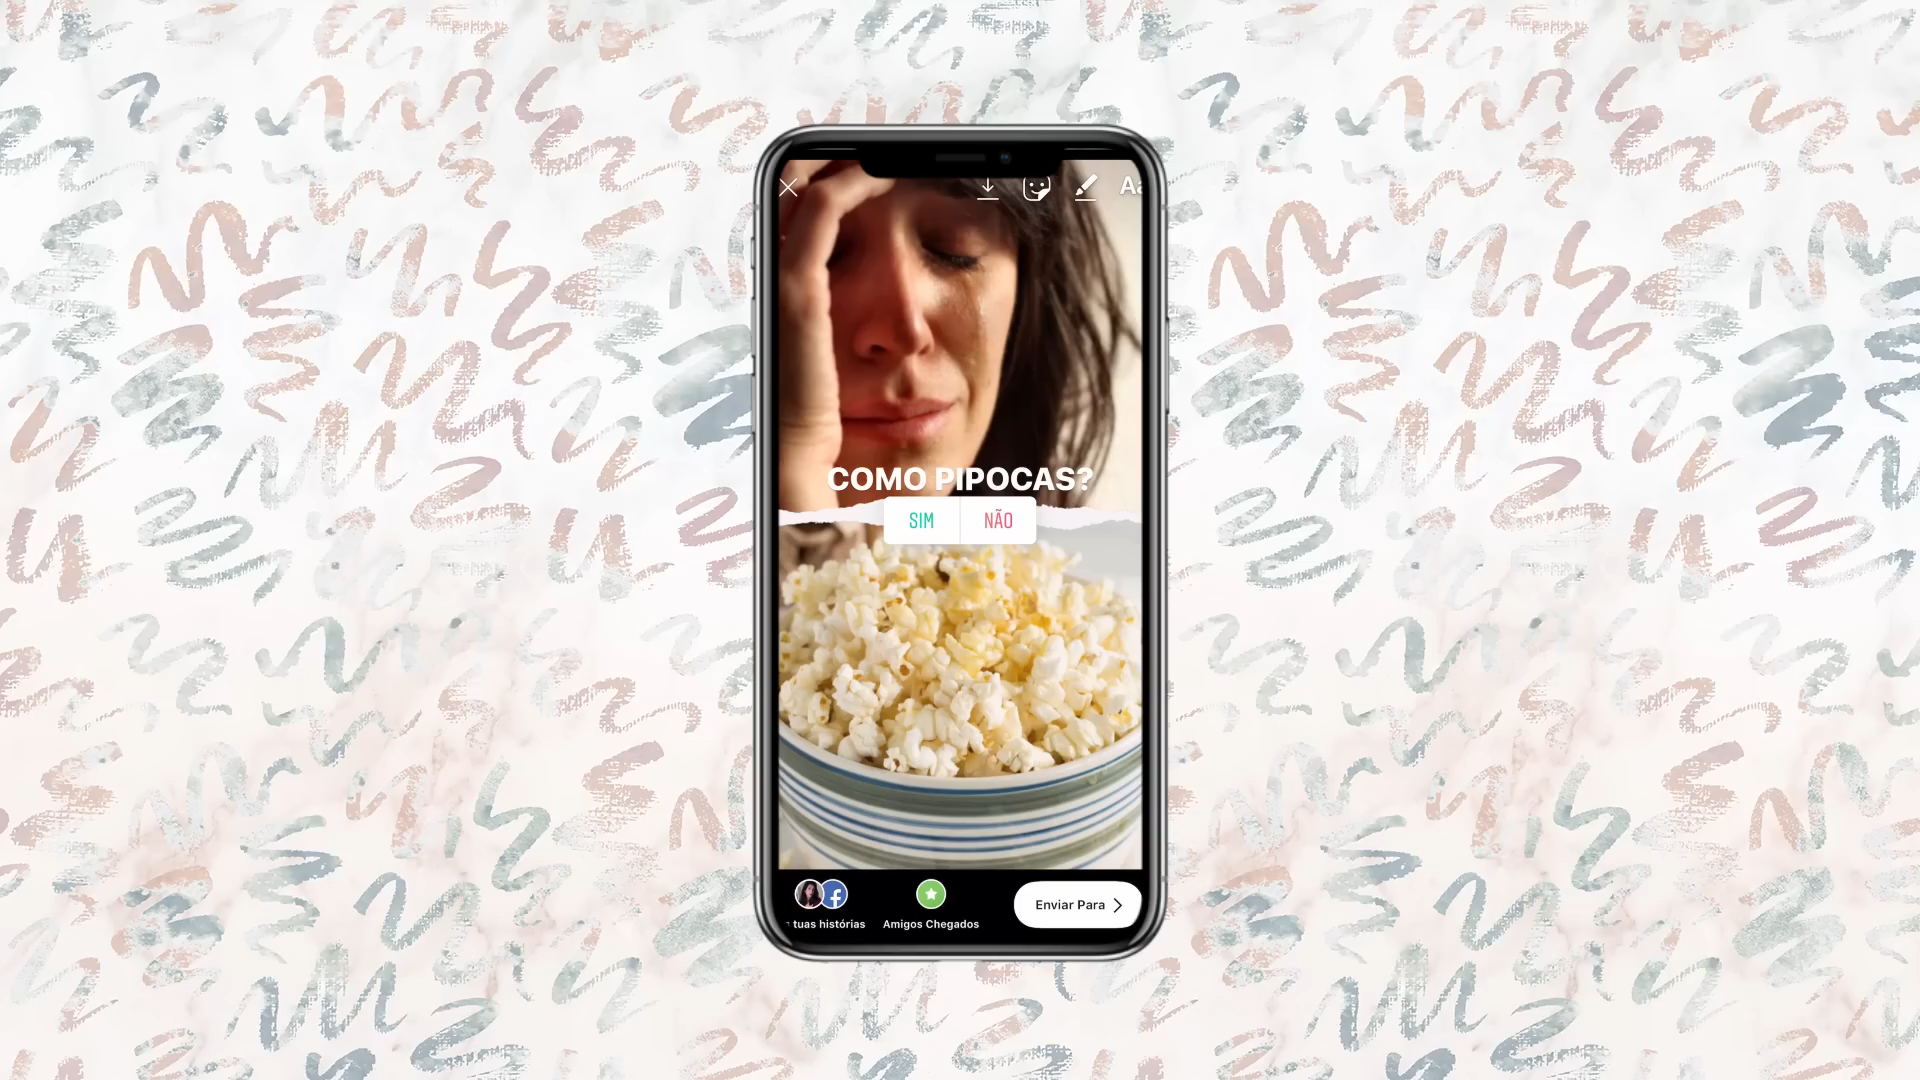 Aa
COMO PIPOCAS?
SIM
NÃO
tuas histórias
Amigos Chegados
Enviar Para